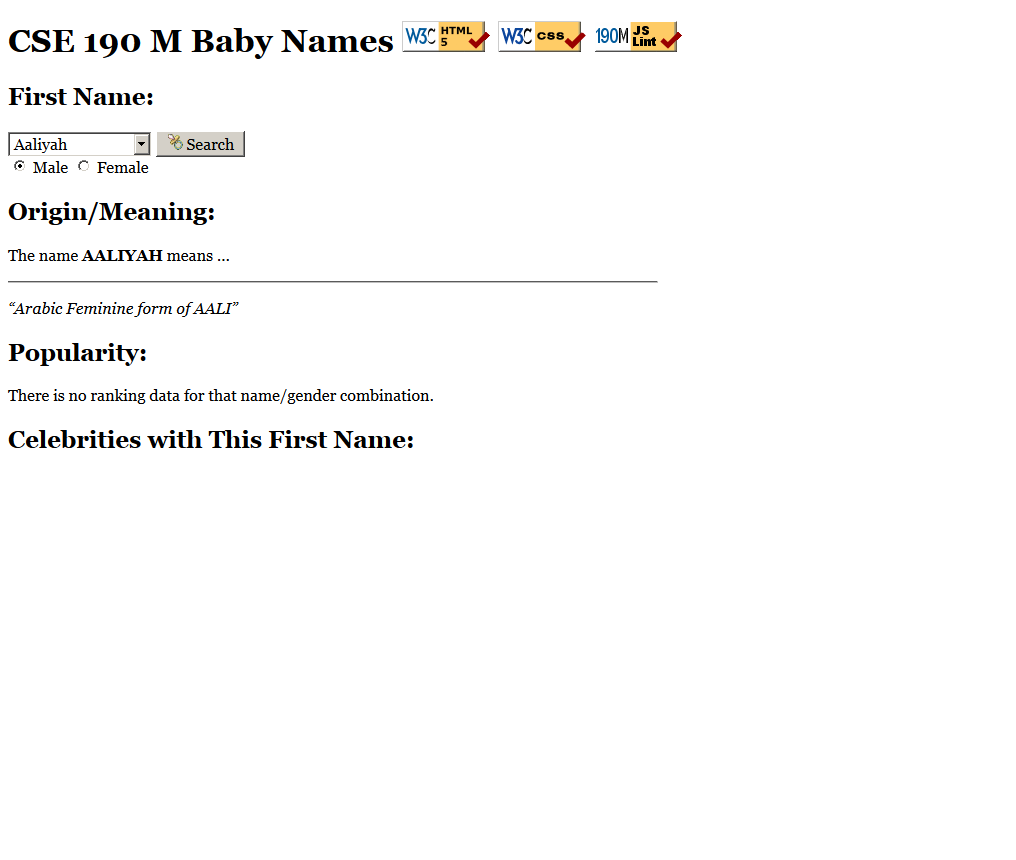 CSE 190 M Baby Names W3C HTML 5 W3C css 190M JS Lint
First Name:
Aaliyah Search
Male Female
Origin/Meaning:
The name AALIYAH means ...
“Arabic Feminine form of AALI”
Popularity:
There is no ranking data for that name/gender combination.
Celebrities with This First Name: